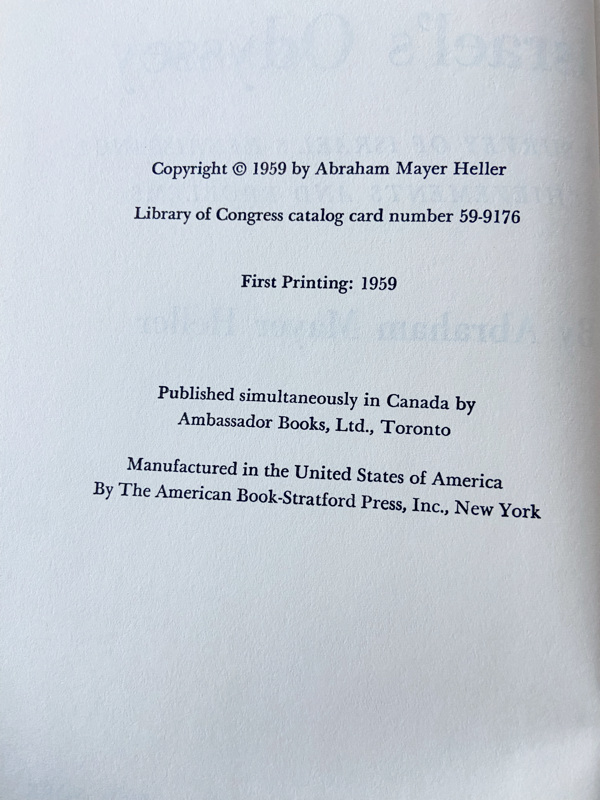 Copyright © 1959 by Abraham Mayer Heller
Library of Congress catalog card number 59-9176
First Printing: 1959
Published simultaneously in Canada by
Ambassador Books, Ltd., Toronto
Manufactured in the United States of America
By The American Book-Stratford Press, Inc., New York